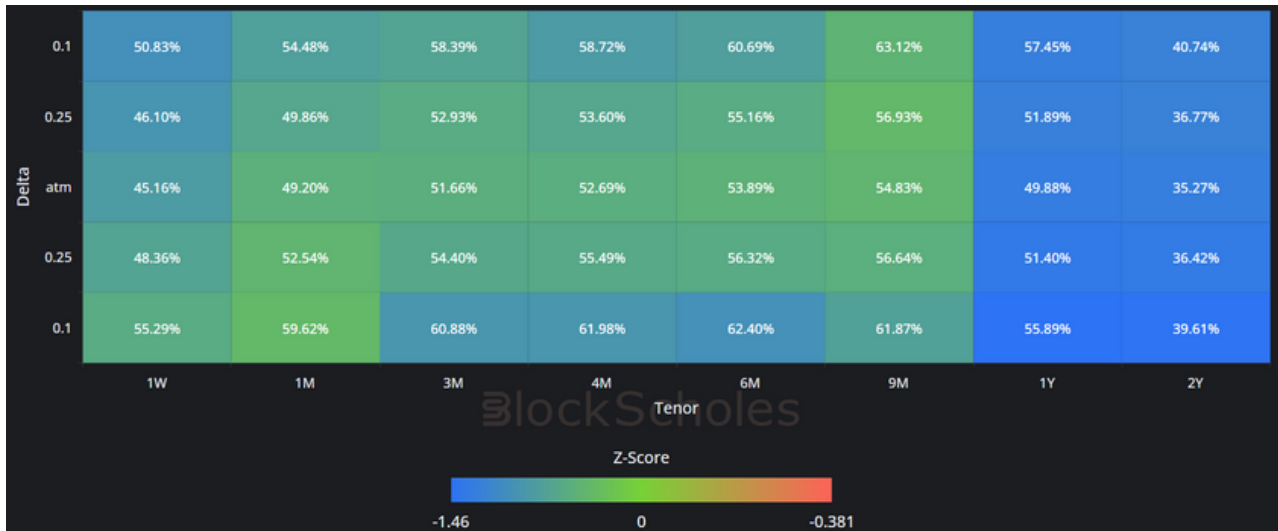 0.1 50.83% 54.48% 58.39% 58.72% 60.69% 63.12% 57.45% 40.74%
0.25 46.10% 49.86% 52.93% 53.60% 55.16% 56.93% 51.89% 36.77%
Delta
atm 45.16% 49.20% 51.66% 52.69% 53.89% 54.83% 49.88% 35.27%
0.25 48.36% 52.54% 54.40% 55.49% 56.32% 56.64% 51.40% 36.42%
0.1 55.29% 59.62% 60.88% 61.98% 62.40% 61.87% 55.89% 39.61%
1W 1M 3M 4M 6M 9M 1Y 2Y
BlockScholes
Tenor
Z-Score
-1.46 0 -0.381